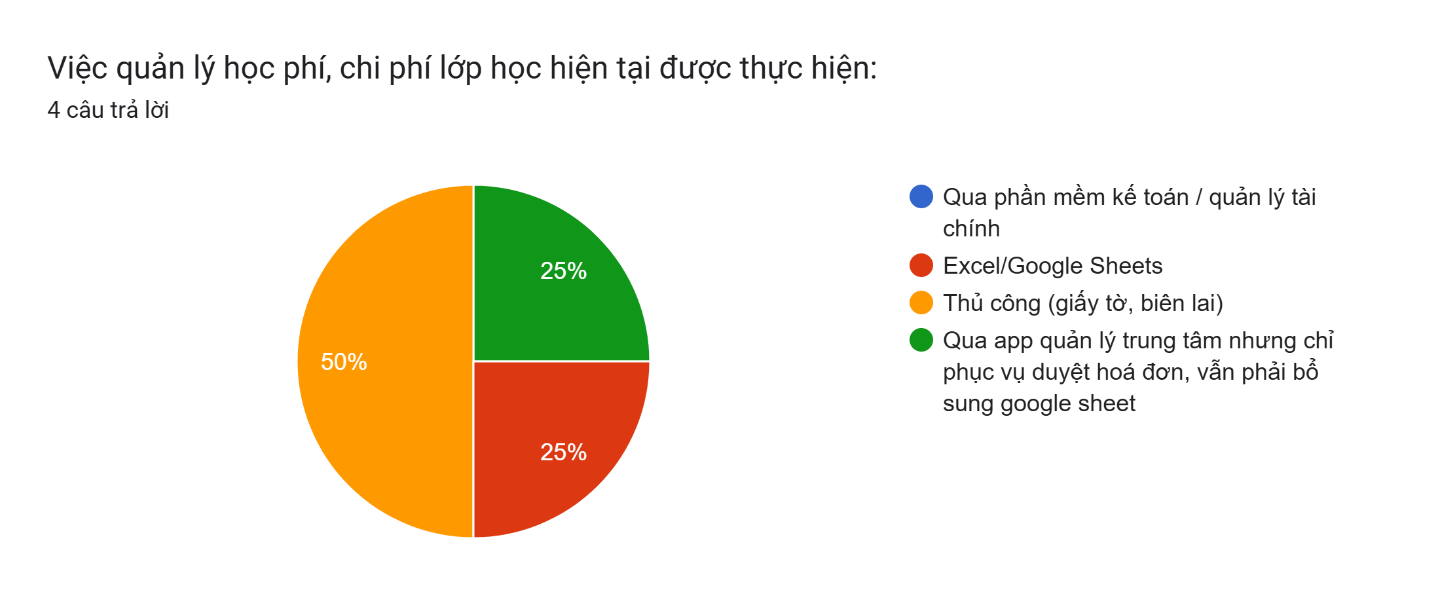 Việc quản lý học phí, chi phí lớp học hiện tại được thực hiện:
4 câu trả lời
25%
50%
25%
Qua phần mềm kế toán / quản lý tài
chính
Excel/Google Sheets
Thủ công (giấy tờ, biên lai)
Qua app quản lý trung tâm nhưng chỉ
phục vụ duyệt hoá đơn, vẫn phải bổ
sung google sheet